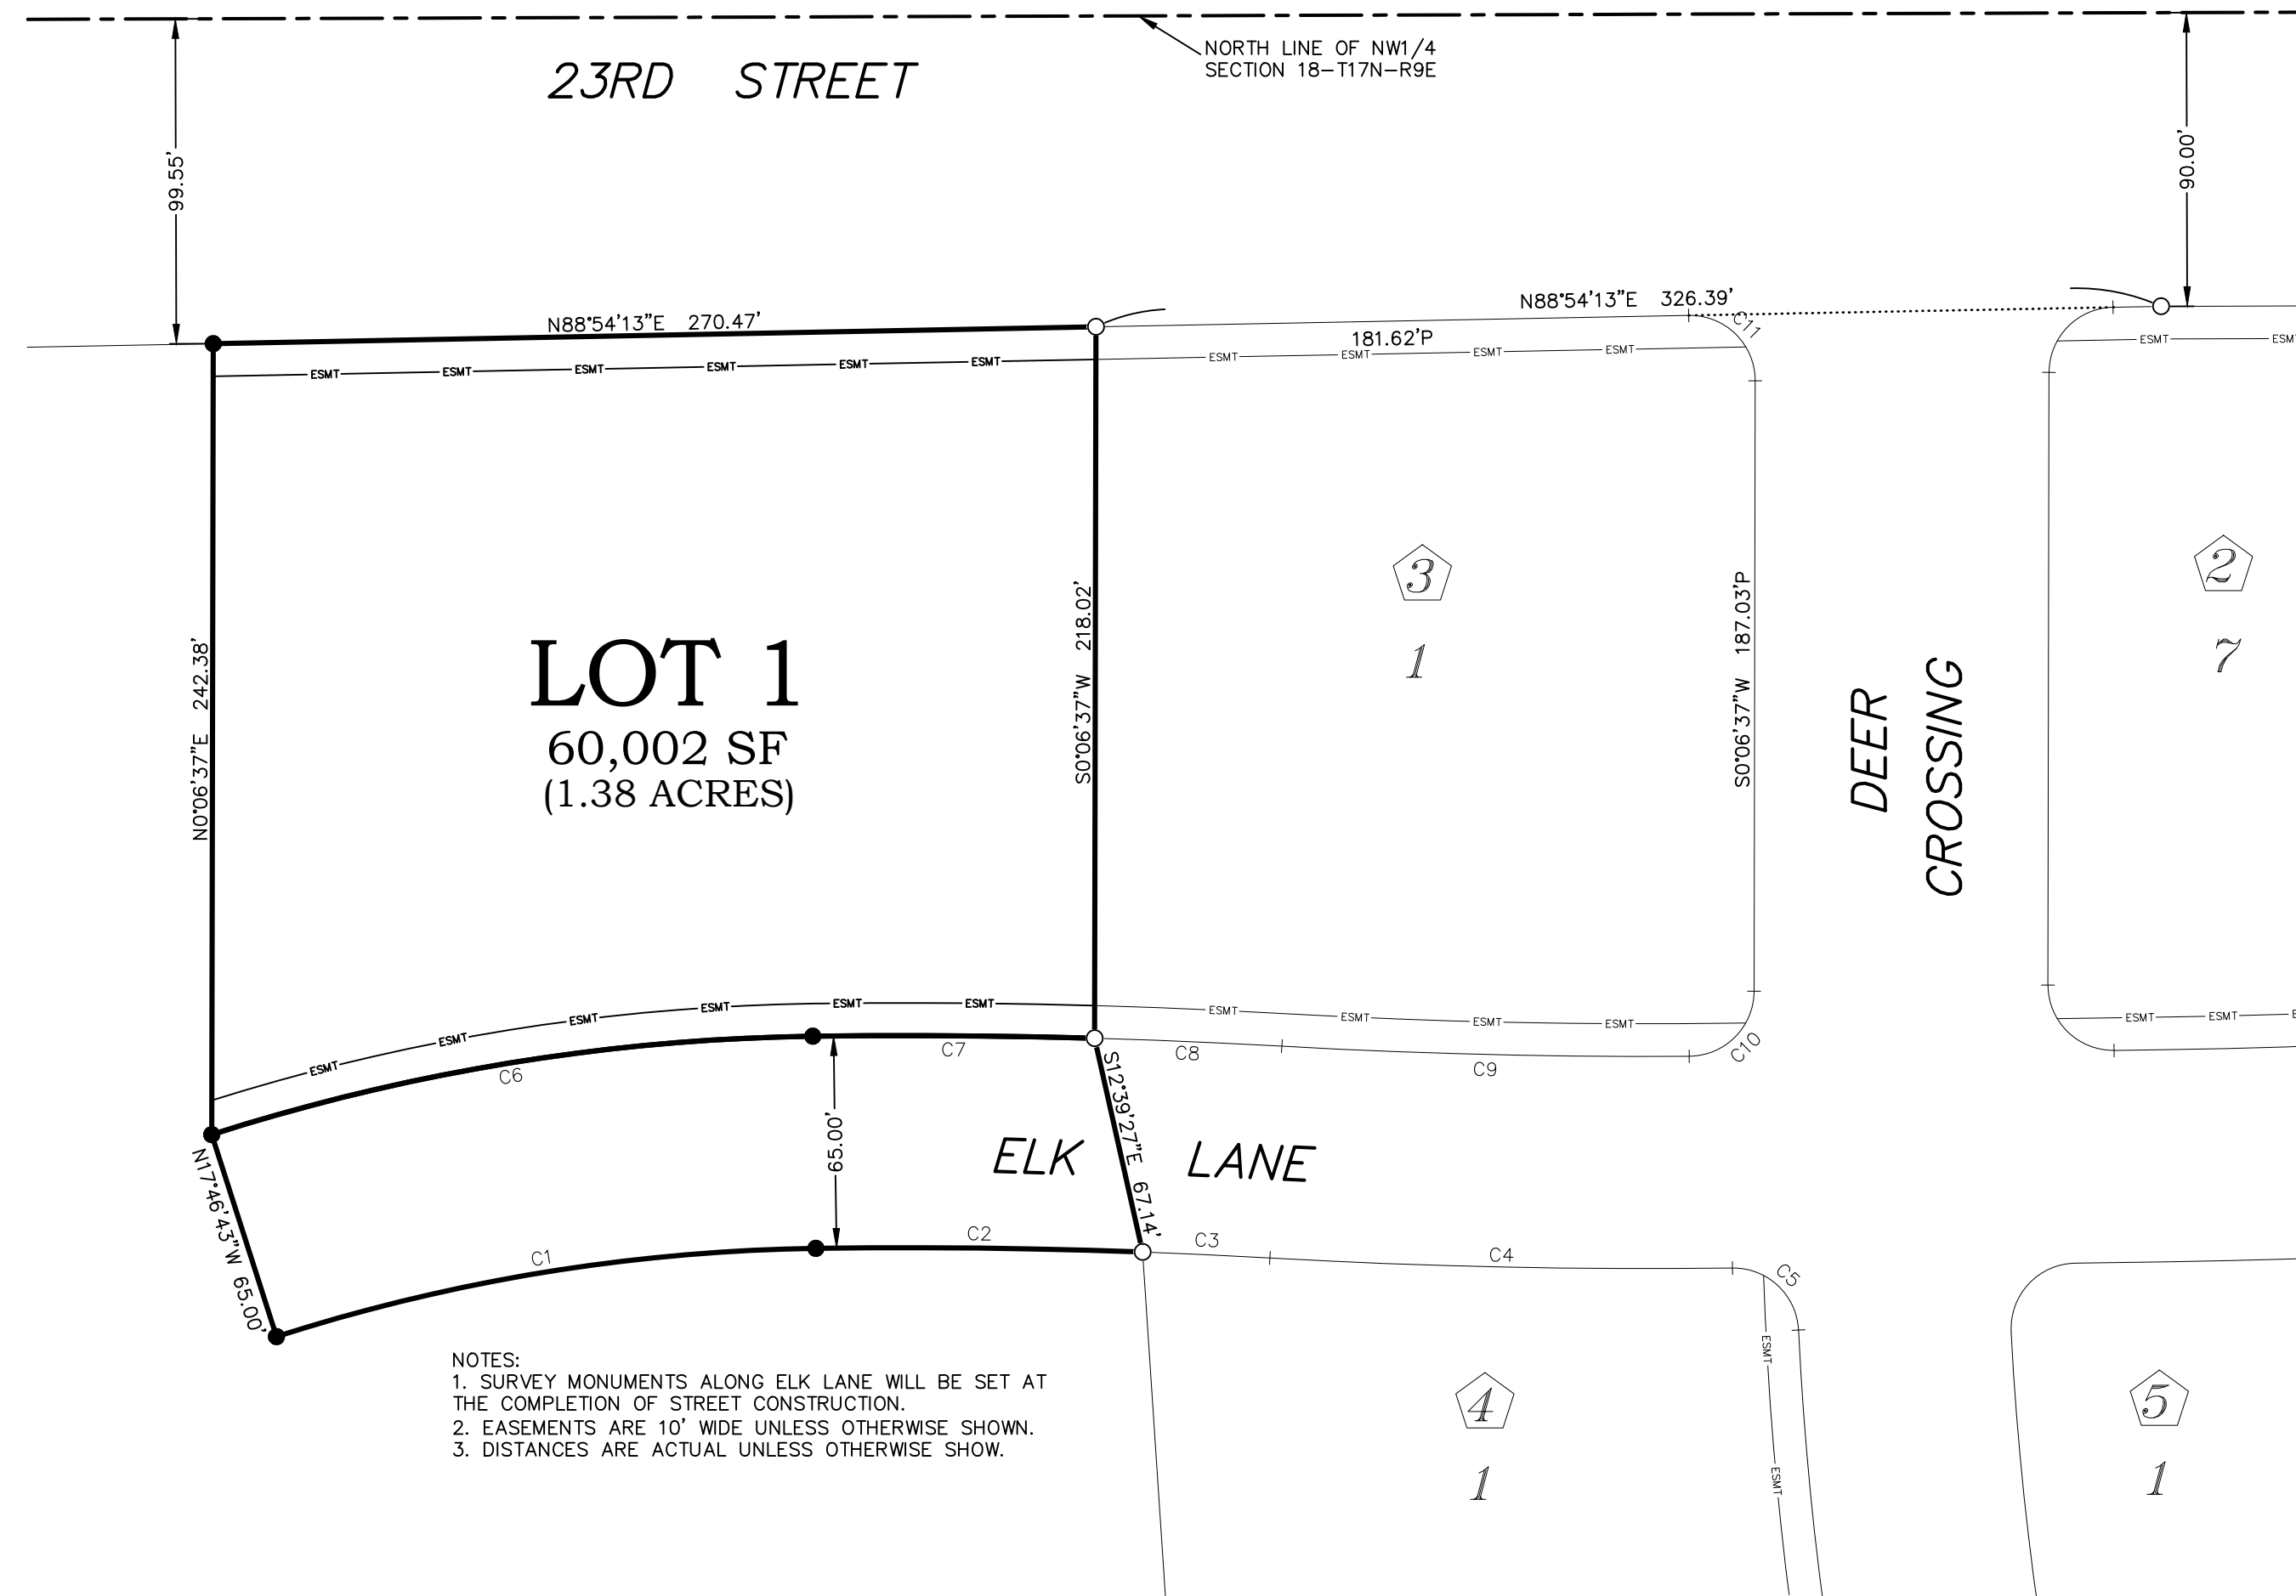 23RD STREET
NORTH LINE OF NW1/4
SECTION 18-T17N-R9E
99.55'
90.00'
N88°54'13"E 270.47'
N88°54'13"E 326.39'
181.62'P
C11
ESMT ESMT ESMT ESMT ESMT ESMT ESMT ESMT ESMT ESMT ESMT
3
1
2
7
N0°06'37"E 242.38'
LOT 1
60,002 SF
(1.38 ACRES)
S0°06'37"W 218.02'
S0°06'37"W 187.03'P
DEER
CROSSING
ESMT ESMT ESMT ESMT ESMT ESMT ESMT ESMT ESMT ESMT ESMT ESMT
C6
C7
C8
C9
C10
65.00'
ELK LANE
S12°39'27"E 67.14'
N17°46'43"W 65.00'
C1
C2
C3
C4
C5
ESMT
ESMT
NOTES:
1. SURVEY MONUMENTS ALONG ELK LANE WILL BE SET AT
THE COMPLETION OF STREET CONSTRUCTION.
2. EASEMENTS ARE 10' WIDE UNLESS OTHERWISE SHOWN.
3. DISTANCES ARE ACTUAL UNLESS OTHERWISE SHOW.
4
1
5
1